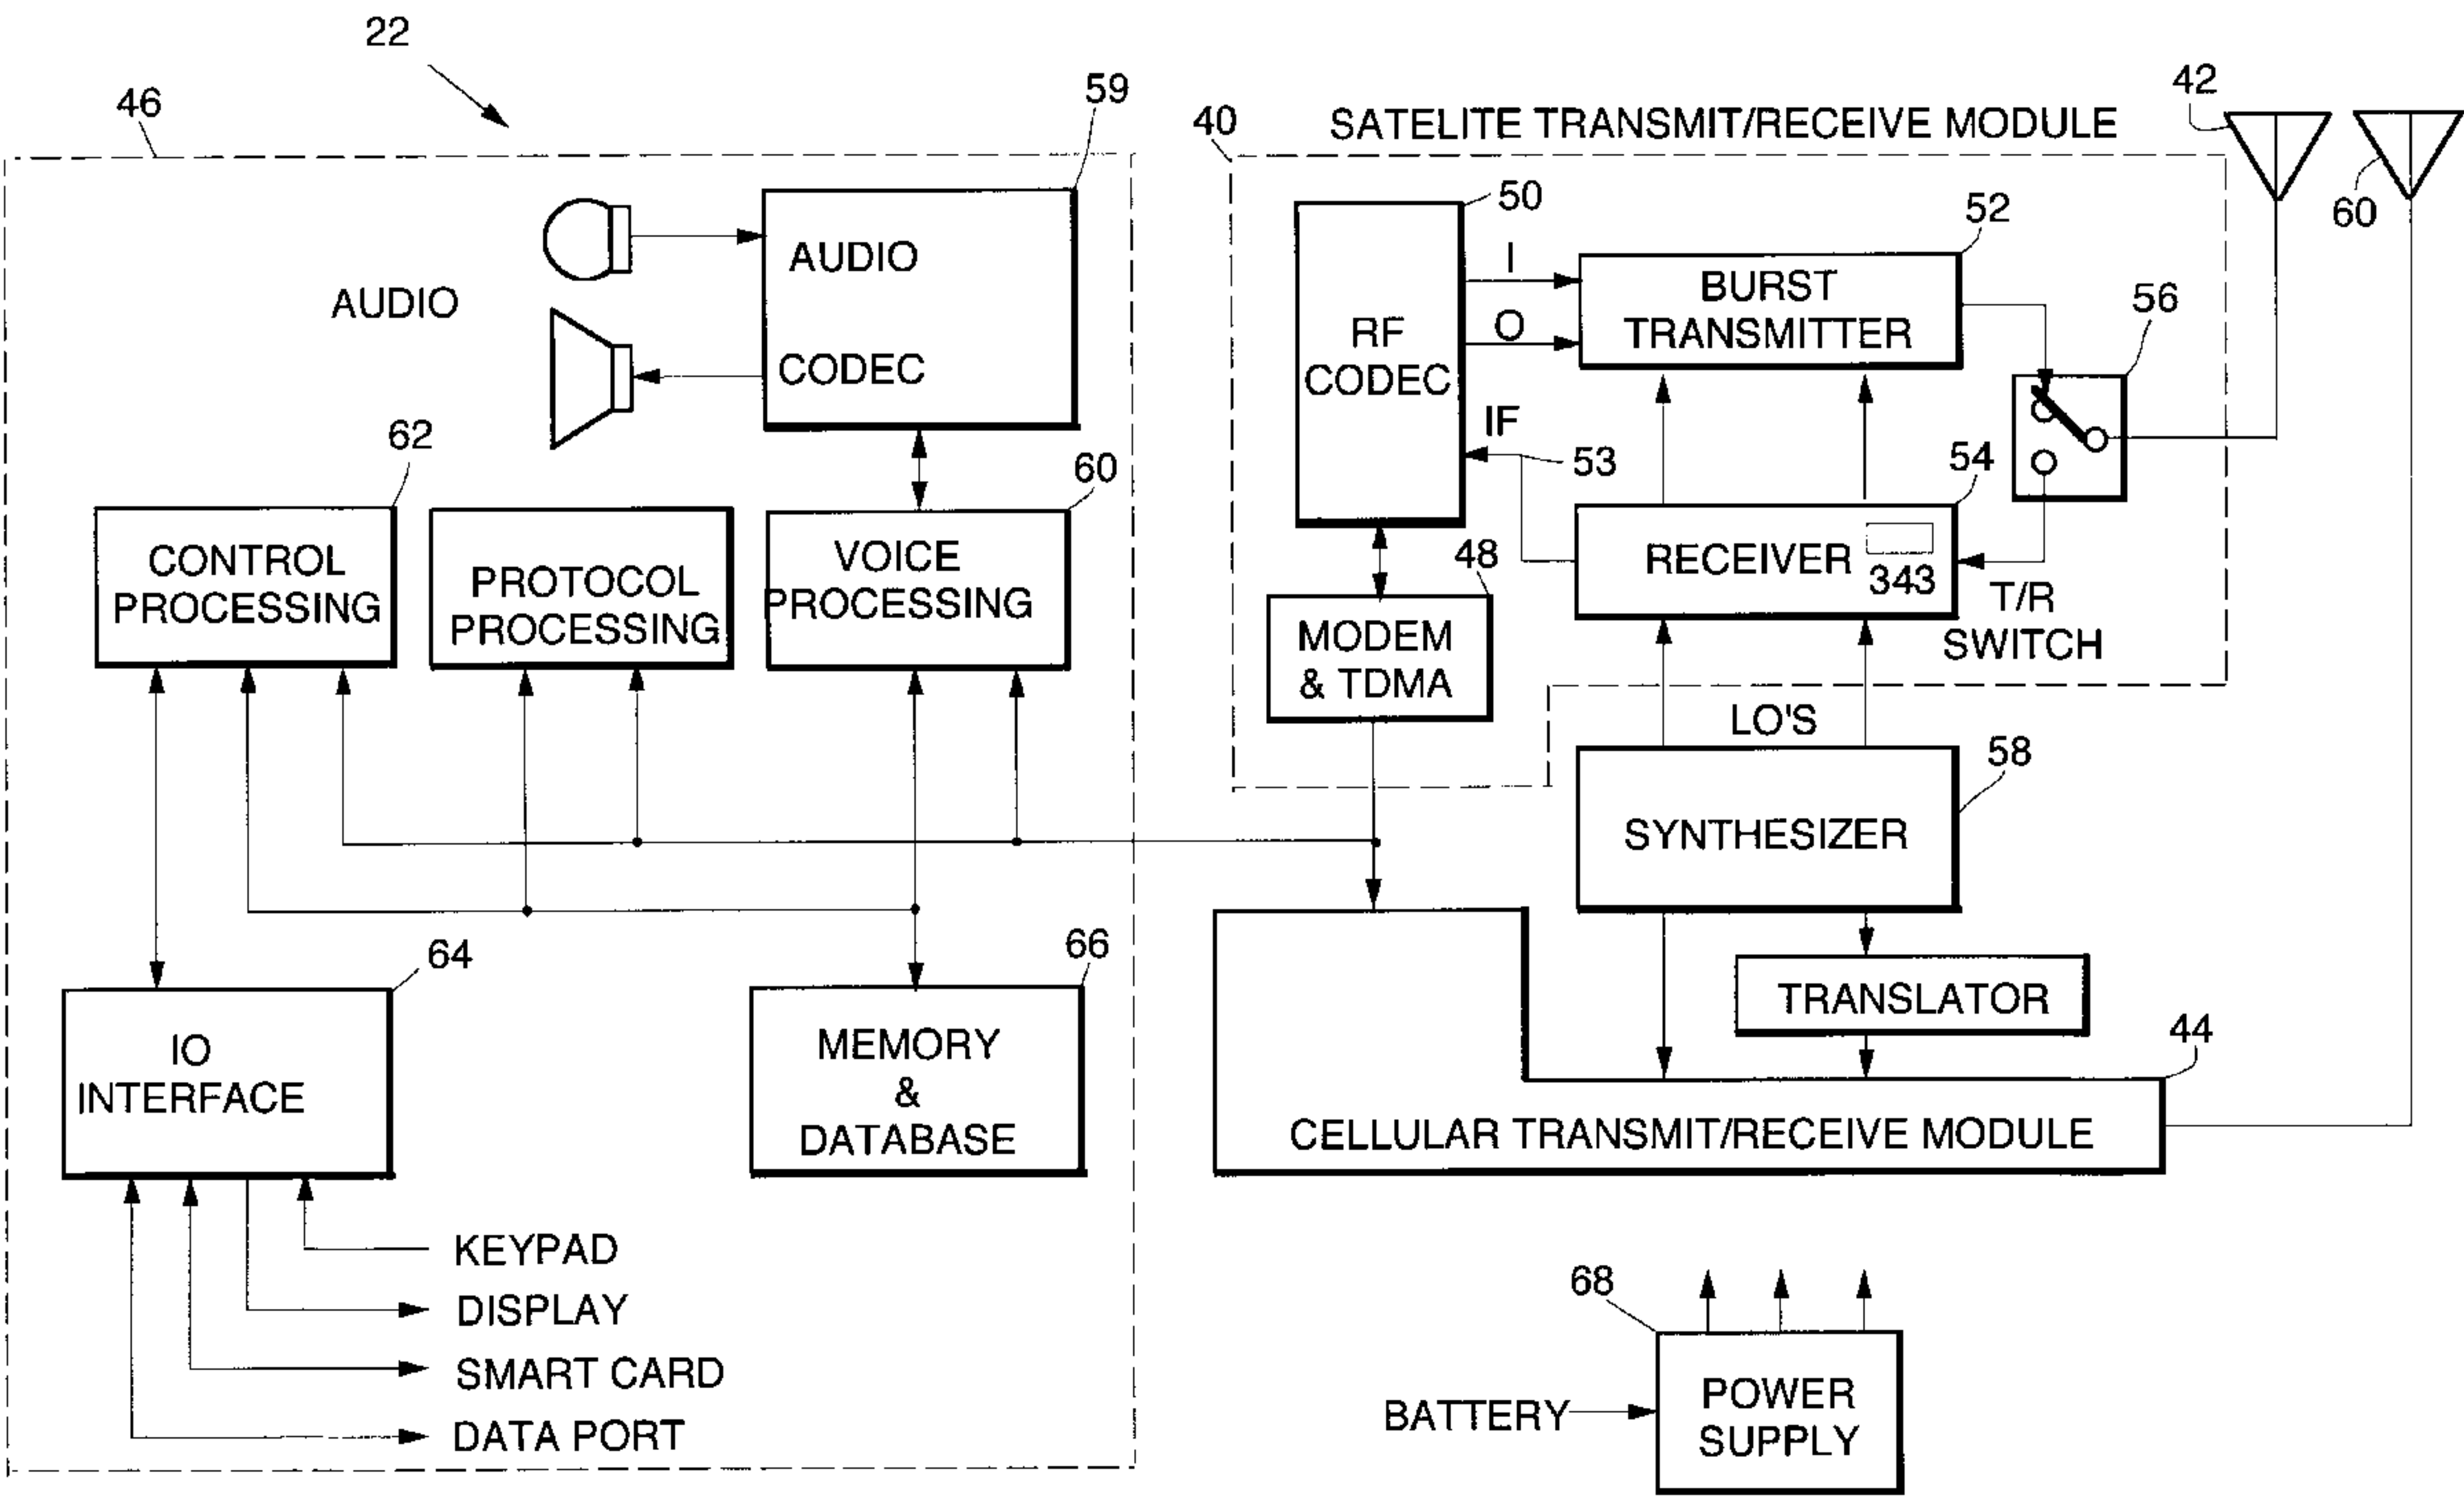 22
46
59
40
SATELITE TRANSMIT/RECEIVE MODULE
42
60
AUDIO
AUDIO
CODEC
50
RF
CODEC
I
O
IF
53
52
BURST
TRANSMITTER
56
54
RECEIVER
343
T/R
SWITCH
62
CONTROL
PROCESSING
PROTOCOL
PROCESSING
60
VOICE
PROCESSING
48
MODEM
& TDMA
LO'S
58
SYNTHESIZER
TRANSLATOR
44
CELLULAR TRANSMIT/RECEIVE MODULE
64
IO
INTERFACE
66
MEMORY
&
DATABASE
KEYPAD
DISPLAY
SMART CARD
DATA PORT
68
BATTERY
POWER
SUPPLY